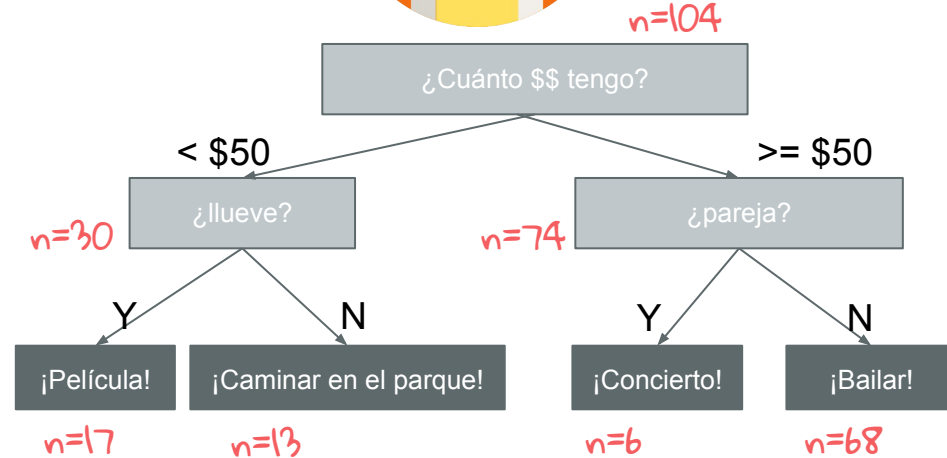 n=104
¿Cuánto $$ tengo?
< $50
>= $50
¿llueve?
¿pareja?
n=30
n=74
Y
N
Y
N
¡Película!
¡Caminar en el parque!
¡Concierto!
¡Bailar!
n=17
n=13
n=6
n=68